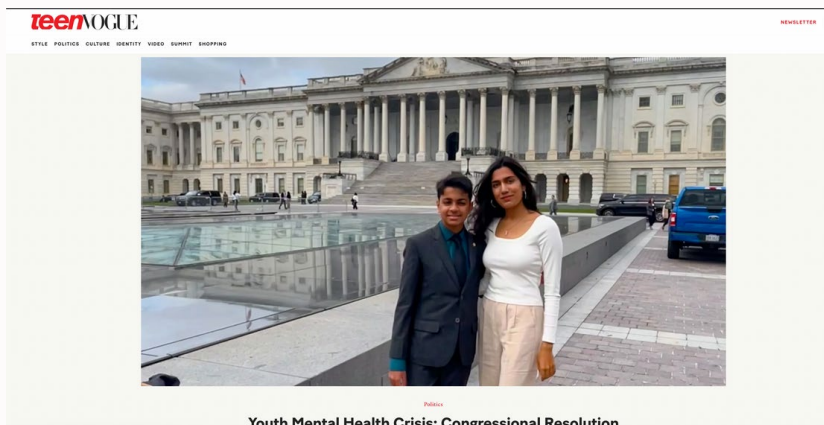 teenVOGUE
NEWSLETTER
STYLE POLITICS CULTURE IDENTITY VIDEO SUMMIT SHOPPING
Politics
Youth Mental Health Crisis: Congressional Resolution